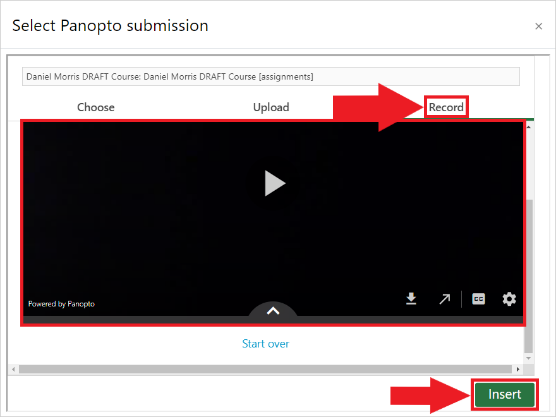 Select Panopto submission
Daniel Morris DRAFT Course: Daniel Morris DRAFT Course [assignments]
Choose Upload Record
Powered by Panopto
CC
Start over
Insert